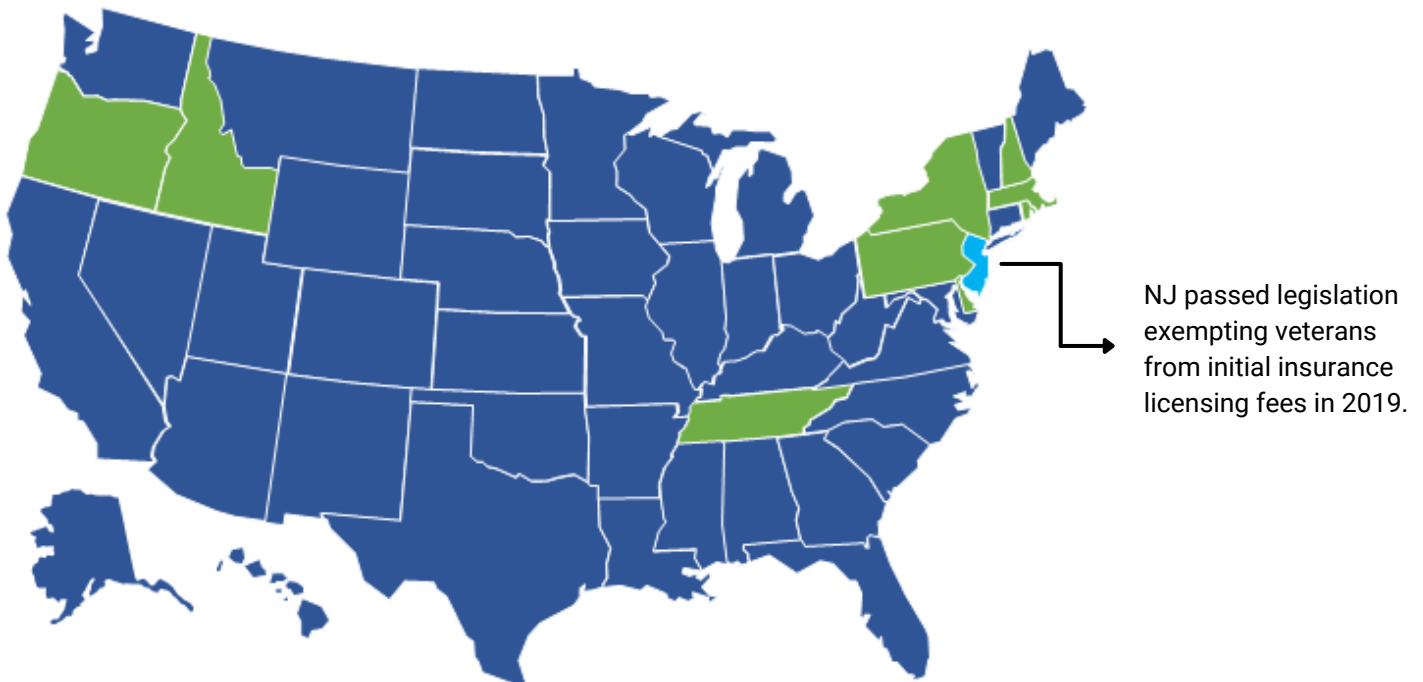 NJ passed legislation
exempting veterans
from initial insurance
licensing fees in 2019.